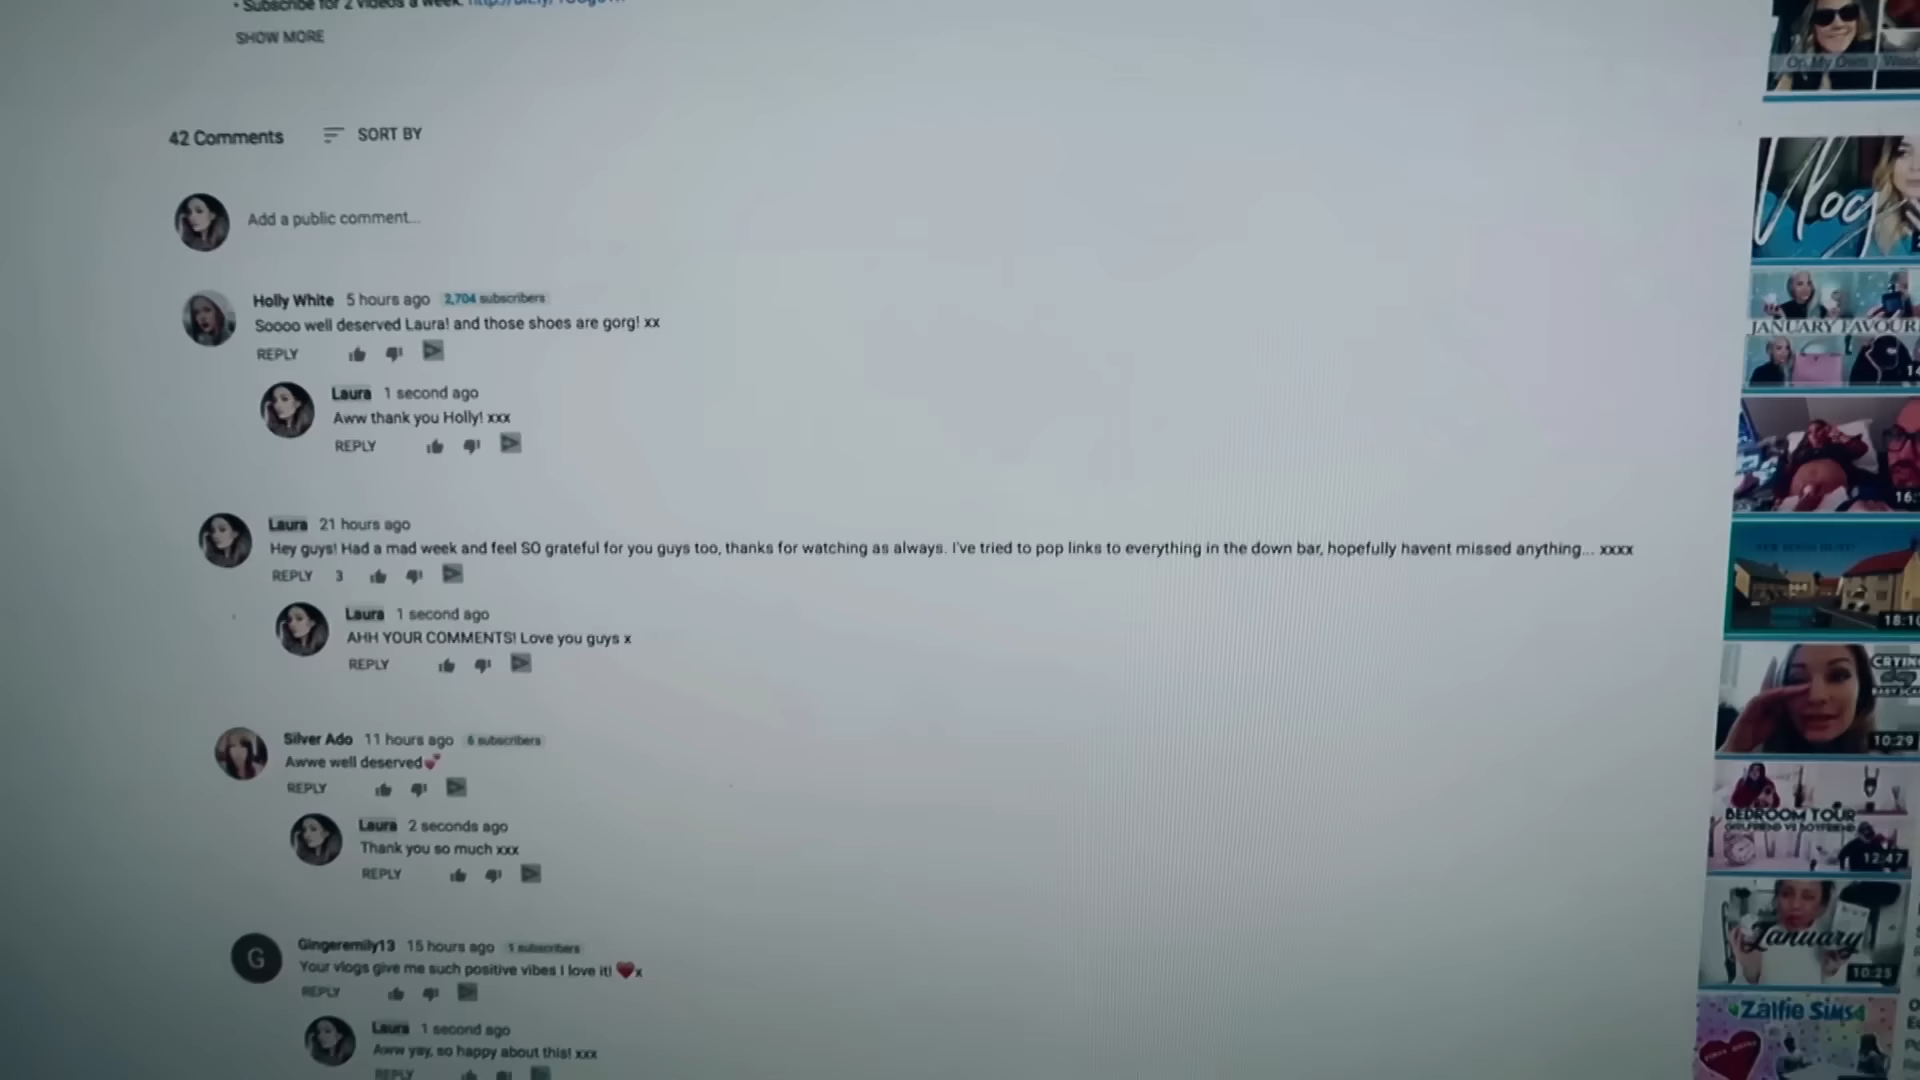 • Subscribe for 2 videos a week:
SHOW MORE
42 Comments SORT BY
Add a public comment...
Holly White 5 hours ago 2,704 subscribers
Soooo well deserved Laura! and those shoes are gorg! xx
REPLY
Laura 1 second ago
Aww thank you Holly! xxx
REPLY
Laura 21 hours ago
Hey guys! Had a mad week and feel SO grateful for you guys too, thanks for watching as always. I've tried to pop links to everything in the down bar, hopefully havent missed anything... xxxx
REPLY 3
Laura 1 second ago
AHH YOUR COMMENTS! Love you guys x
REPLY
Silver Ado 11 hours ago 6 subscribers
Awwe well deserved💕
REPLY
Laura 2 seconds ago
Thank you so much xxx
REPLY
G
Gingeremily13 15 hours ago 1 subscribers
Your vlogs give me such positive vibes I love it! ❤x
REPLY
Laura 1 second ago
Aww yay, so happy about this! xxx
REPLY
On My Own
Vlog
JANUARY FAVOUR
14
16:
18:10
CRYIN
10:29
BEDROOM TOUR
GIRLFRIEND VS BOYFRIEND
12:47
January
10:25
Zalfie Sims4